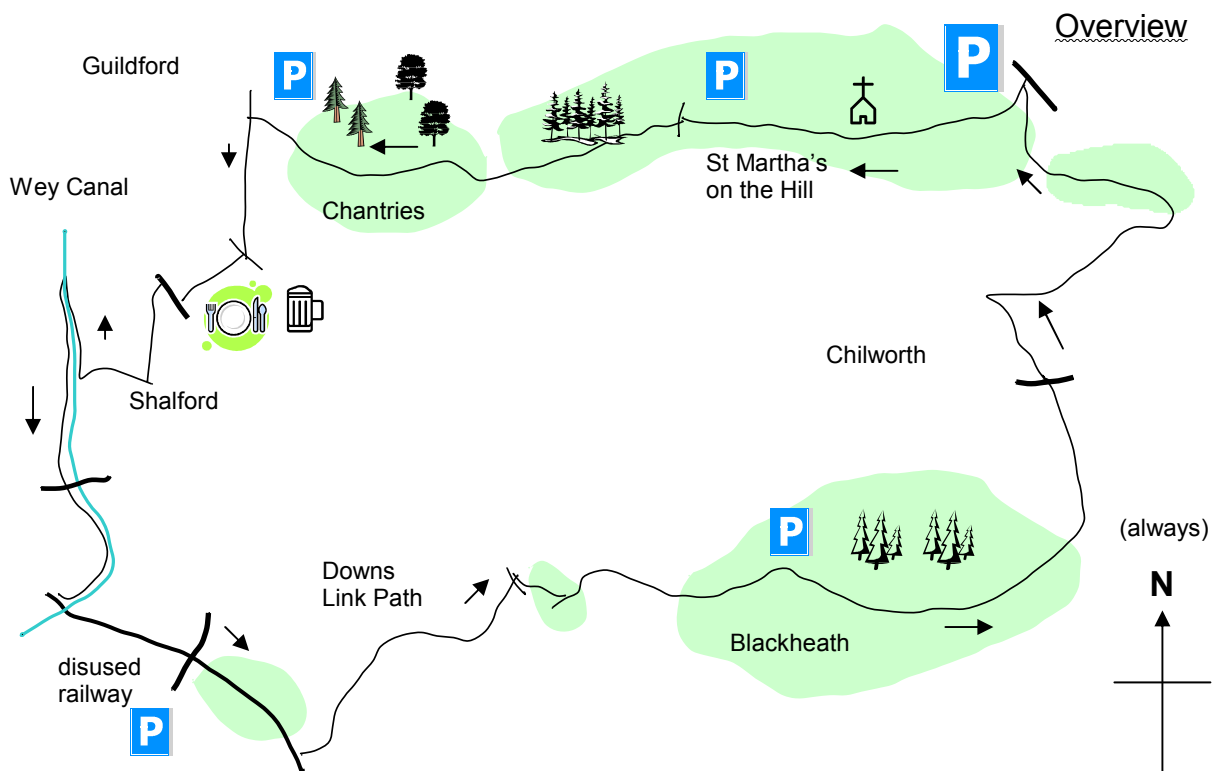 Overview
Guildford
P
P
P
Wey Canal
St Martha’s
on the Hill
Chantries
Chilworth
Shalford
P
(always)
Downs
Link Path
N
Blackheath
disused
railway
P